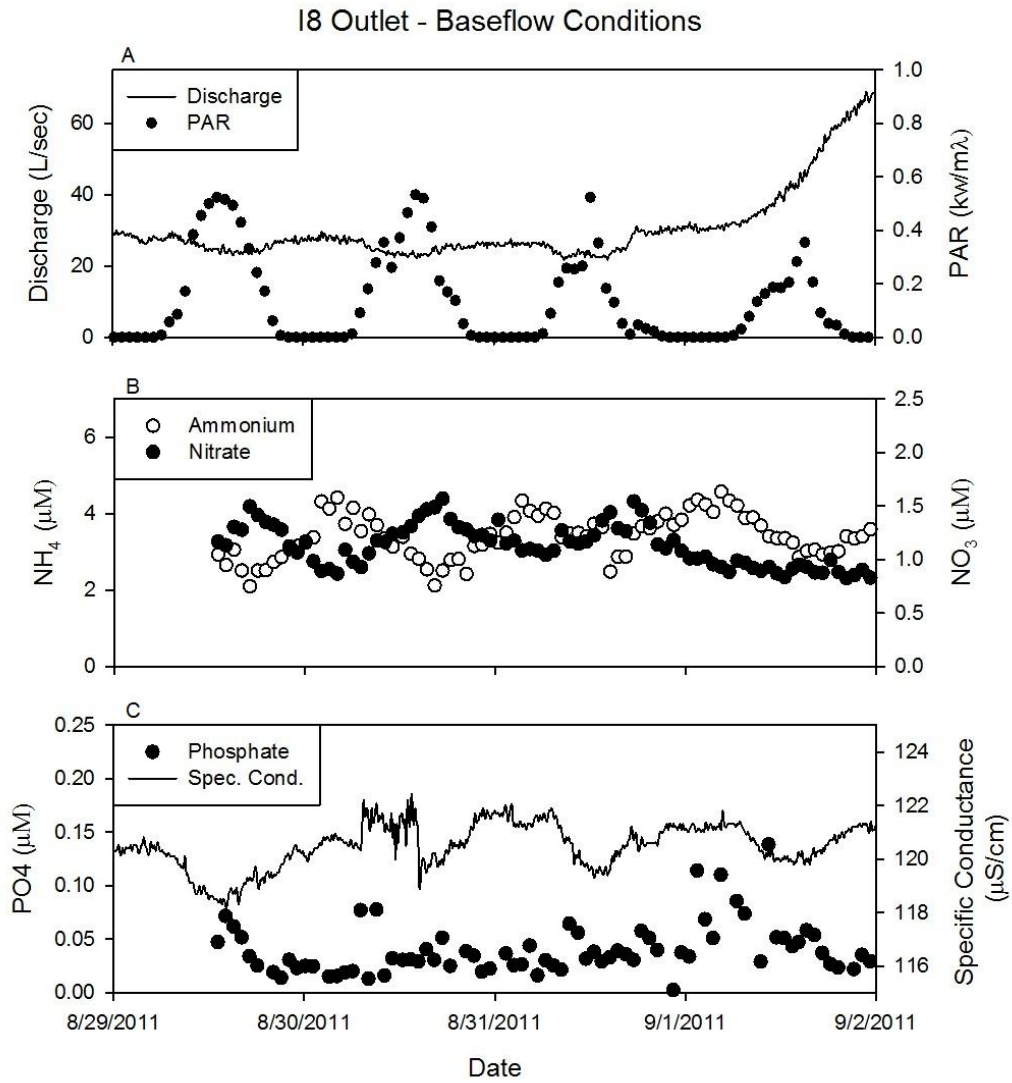 I8 Outlet - Baseflow Conditions
A
Discharge
PAR
60
40
20
0
Discharge (L/sec)
1.0
0.8
0.6
0.4
0.2
0.0
PAR (kw/mλ)
B
Ammonium
Nitrate
6
4
2
0
NH4 (µM)
2.5
2.0
1.5
1.0
0.5
0.0
NO3 (µM)
C
Phosphate
Spec. Cond.
0.25
0.20
0.15
0.10
0.05
0.00
PO4 (µM)
124
122
120
118
116
Specific Conductance
(µS/cm)
8/29/2011 8/30/2011 8/31/2011 9/1/2011 9/2/2011
Date